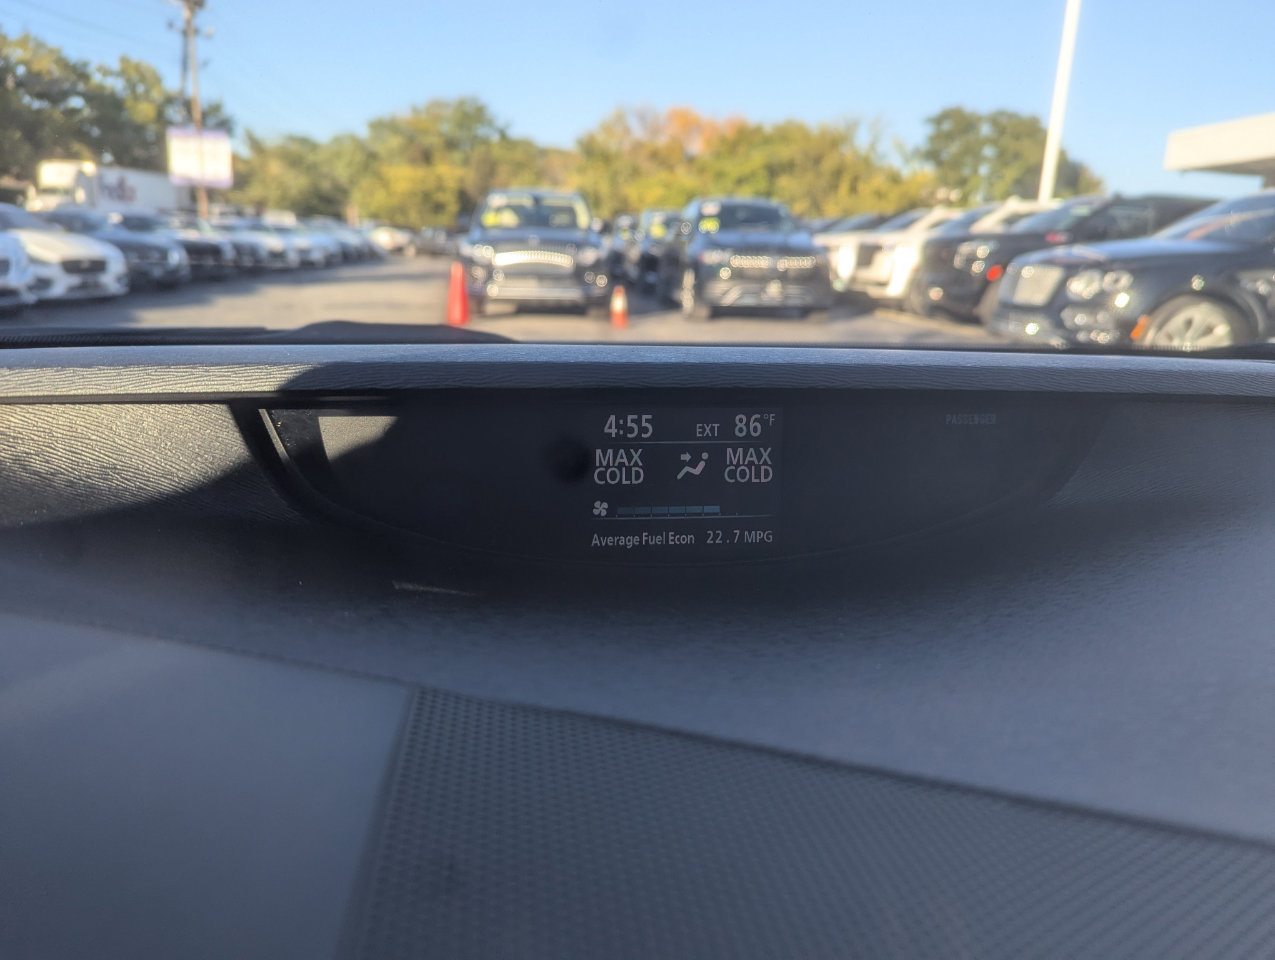 4:55 EXT 86°F
MAX COLD MAX COLD
Average Fuel Econ 22.7 MPG
PASSENGER